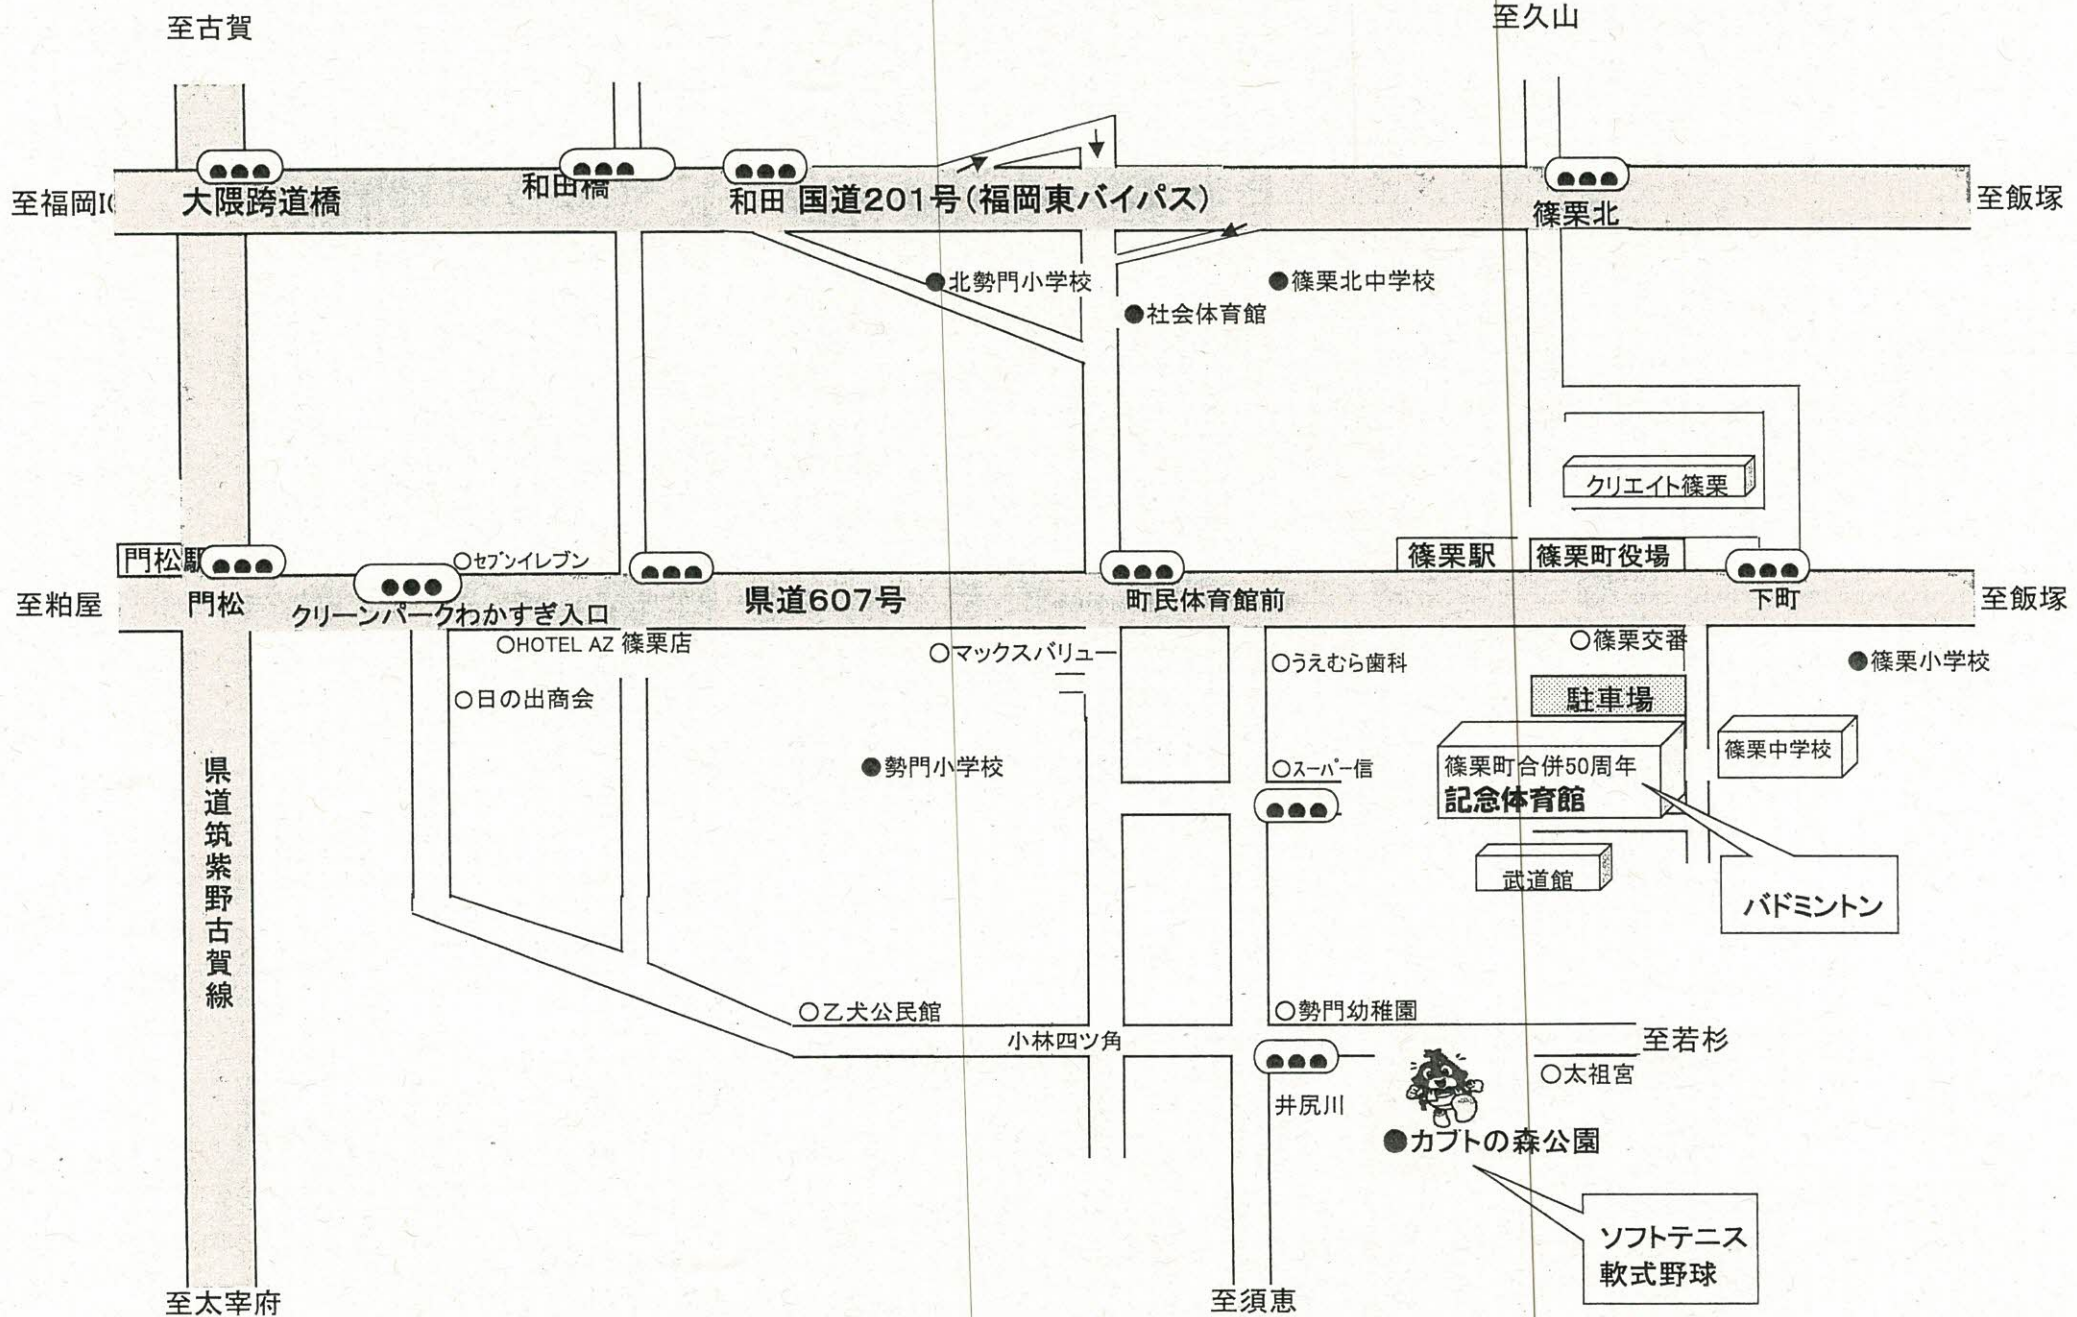 至古賀
至久山
至福岡IC
大隈跨道橋
和田橋
和田
国道201号(福岡東バイパス)
篠栗北
至飯塚
●北勢門小学校
●篠栗北中学校
●社会体育館
クリエイト篠栗
門松駅
○セブンイレブン
篠栗駅
篠栗町役場
至粕屋
門松
クリーンパークわかすぎ入口
県道607号
町民体育館前
下町
至飯塚
○HOTEL AZ 篠栗店
○マックスバリュー
○うえむら歯科
○篠栗交番
●篠栗小学校
○日の出商会
駐車場
●勢門小学校
○スーパー信
篠栗町合併50周年
記念体育館
篠栗中学校
県道筑紫野古賀線
武道館
バドミントン
○乙犬公民館
○勢門幼稚園
小林四ツ角
至若杉
○太祖宮
井尻川
●カブトの森公園
ソフトテニス
軟式野球
至太宰府
至須恵